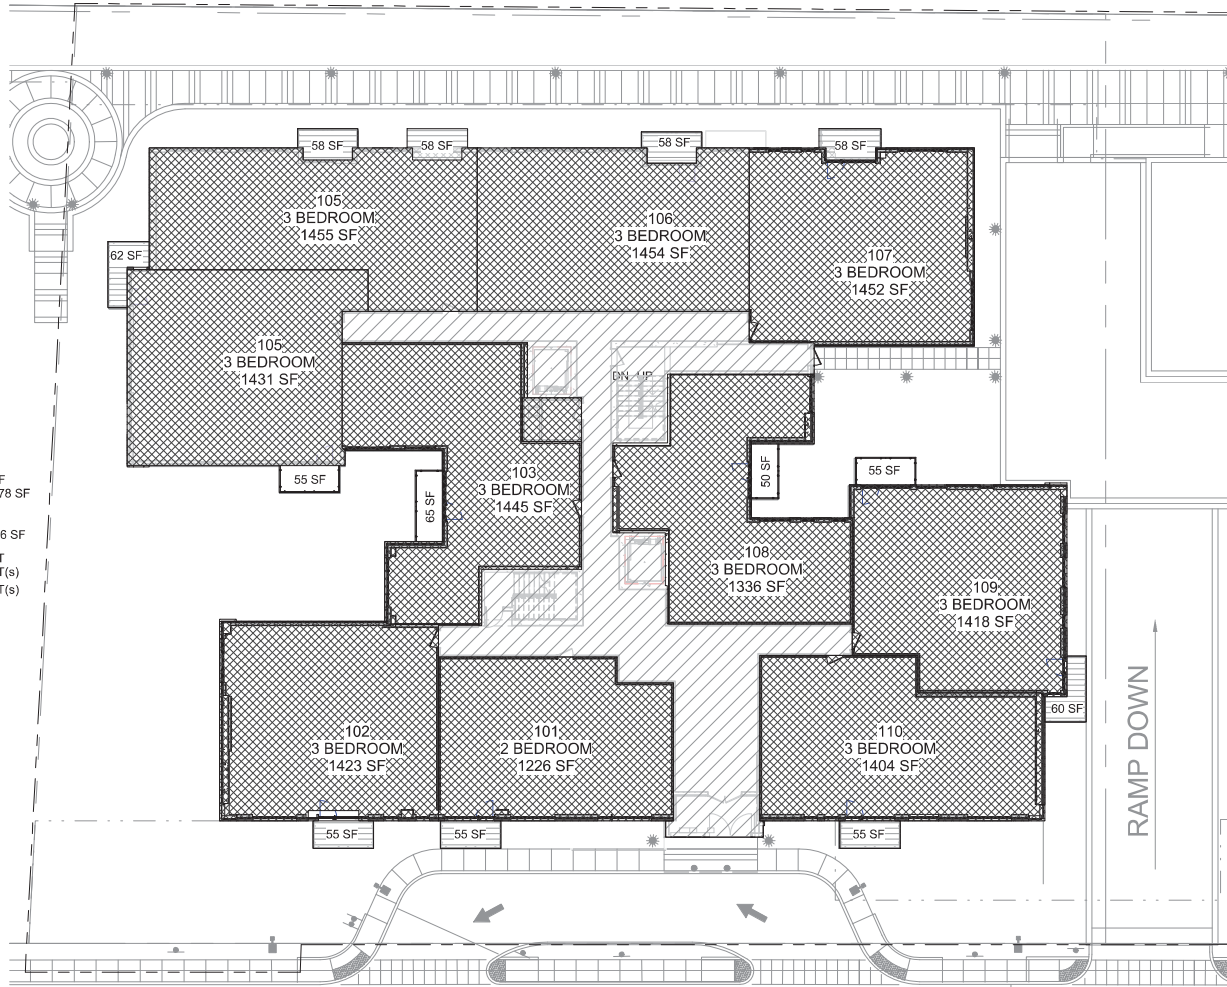 58 SF
58 SF
58 SF
58 SF
105
3 BEDROOM
1455 SF
106
3 BEDROOM
1454 SF
107
3 BEDROOM
1452 SF
62 SF
105
3 BEDROOM
1431 SF
DN UP
55 SF
65 SF
103
3 BEDROOM
1445 SF
50 SF
55 SF
F
78 SF
6 SF
T
T(s)
T(s)
108
3 BEDROOM
1336 SF
109
3 BEDROOM
1418 SF
60 SF
102
3 BEDROOM
1423 SF
101
2 BEDROOM
1226 SF
110
3 BEDROOM
1404 SF
RAMP DOWN
55 SF
55 SF
55 SF